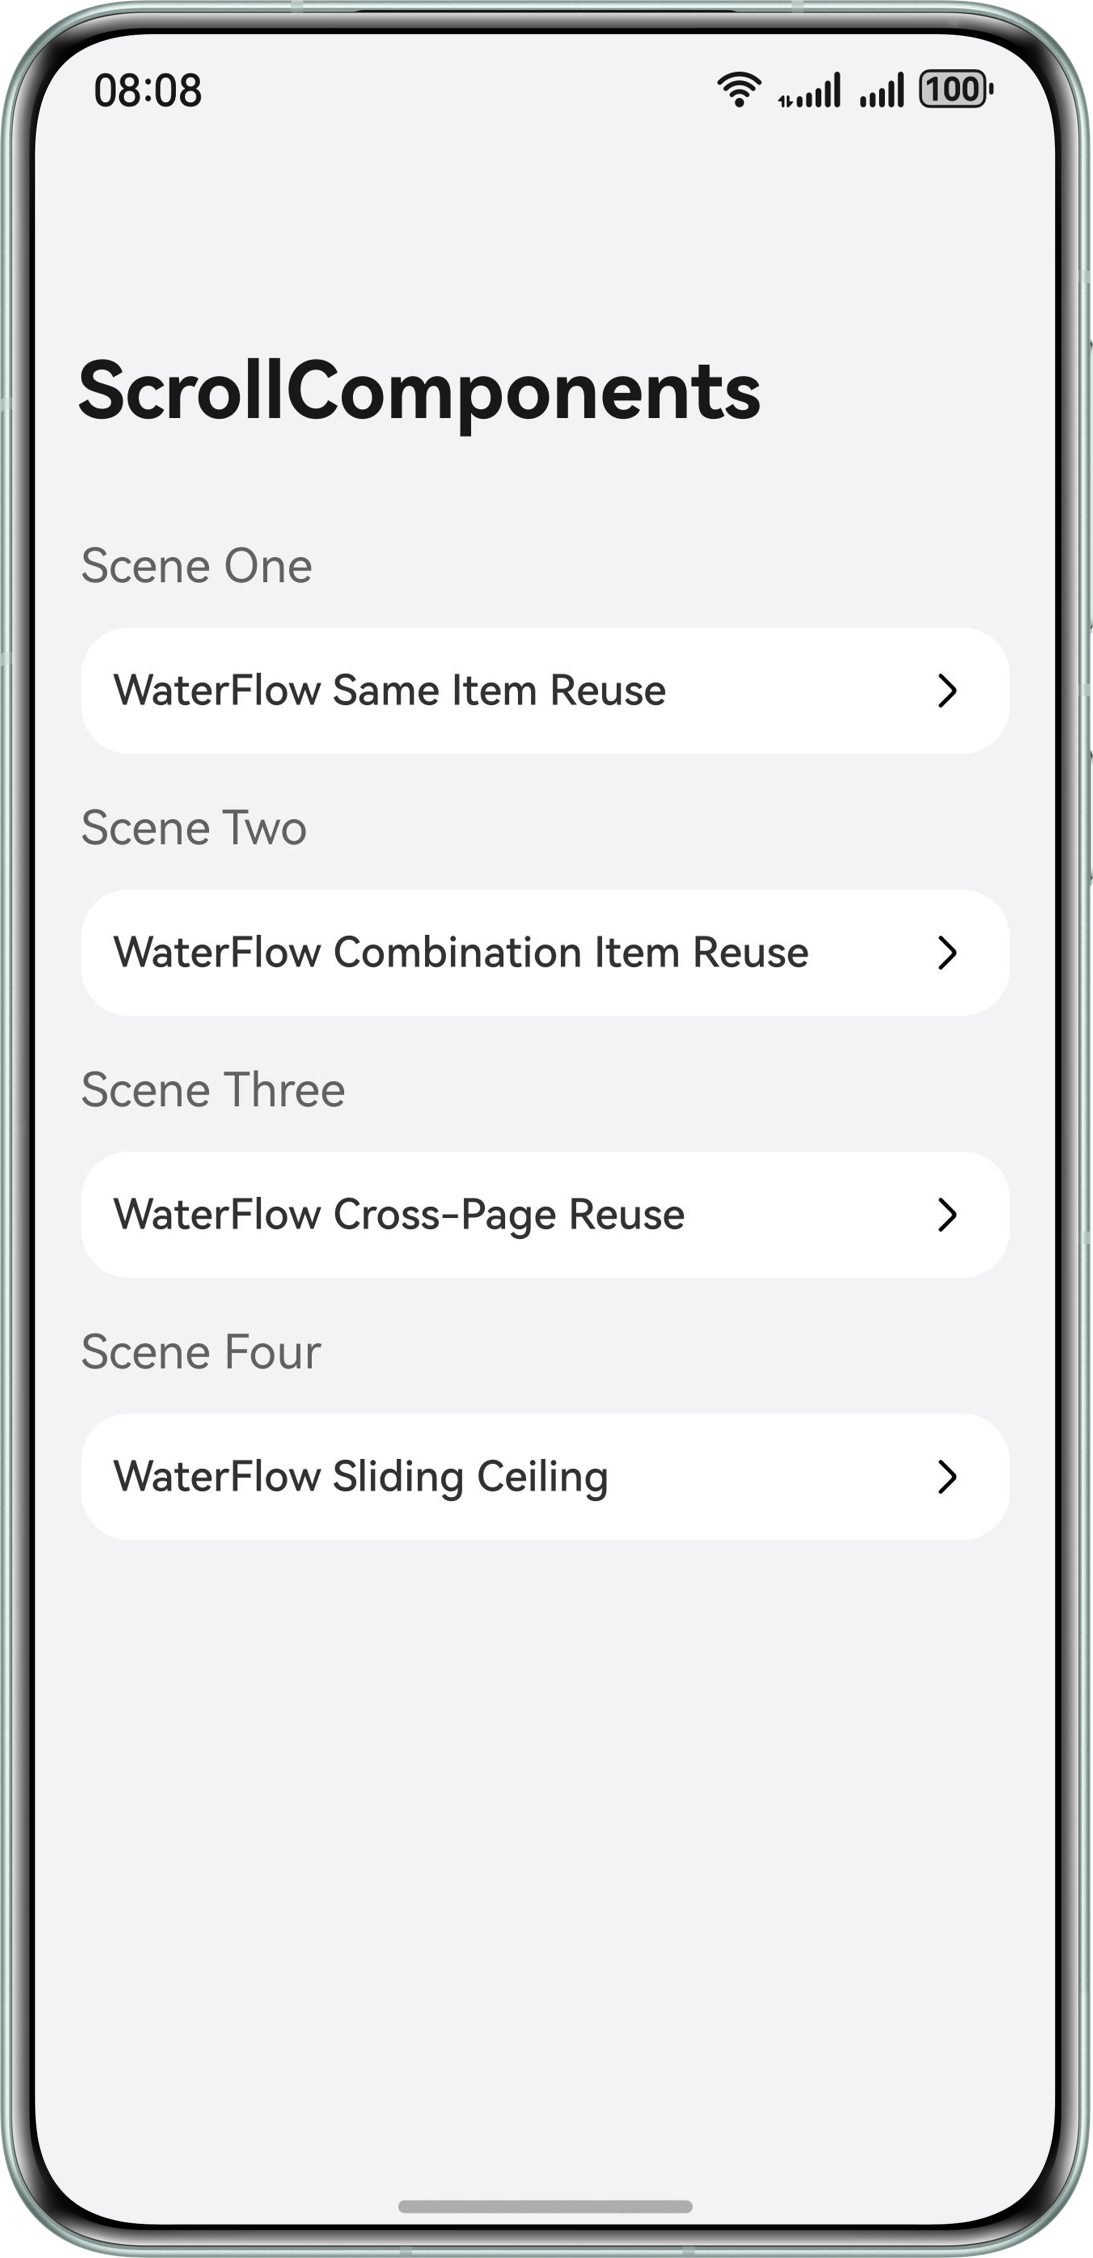 08:08
100
ScrollComponents
Scene One
WaterFlow Same Item Reuse
Scene Two
WaterFlow Combination Item Reuse
Scene Three
WaterFlow Cross-Page Reuse
Scene Four
WaterFlow Sliding Ceiling